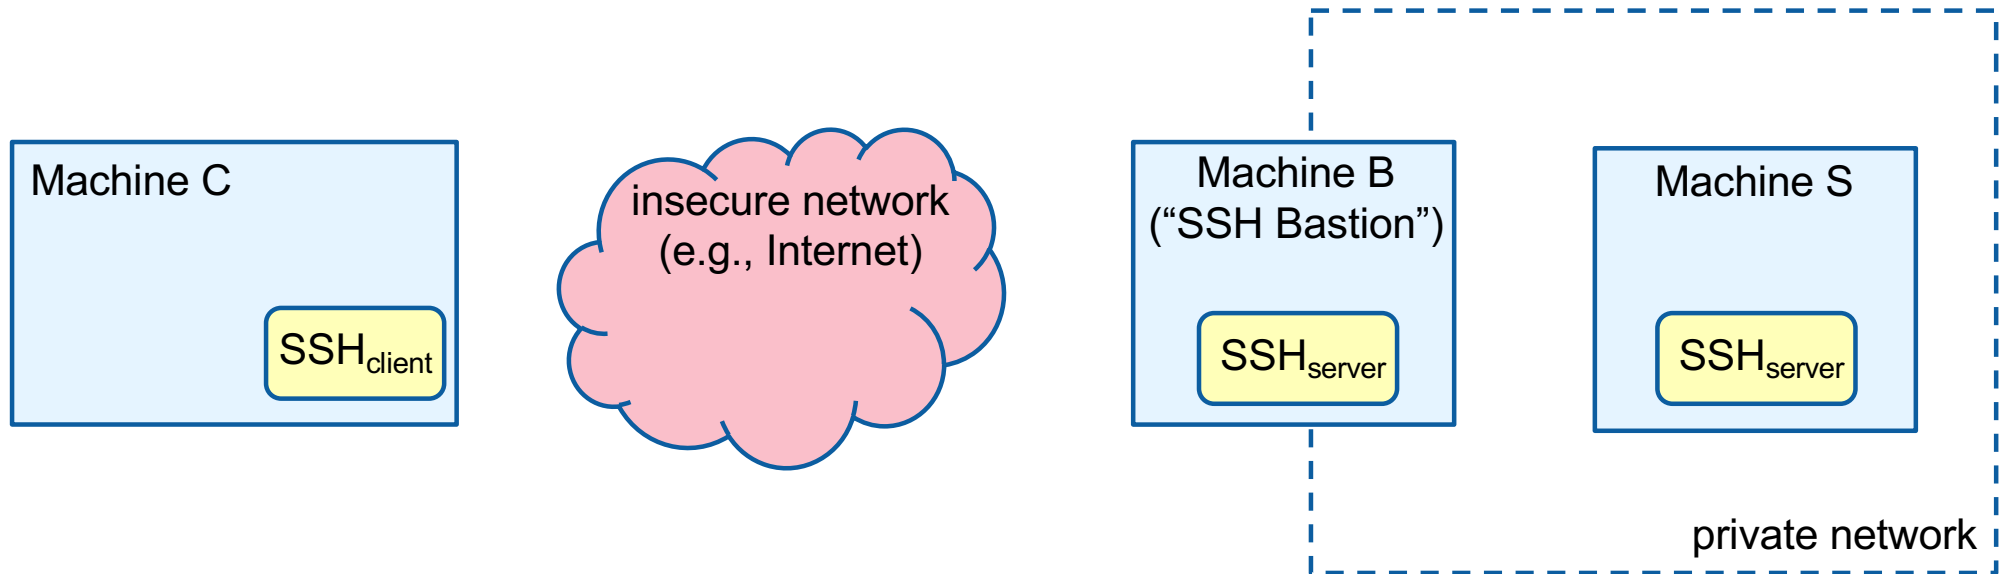 Machine C
SSHclient
insecure network
(e.g., Internet)
Machine B
(“SSH Bastion”)
SSHserver
Machine S
SSHserver
private network